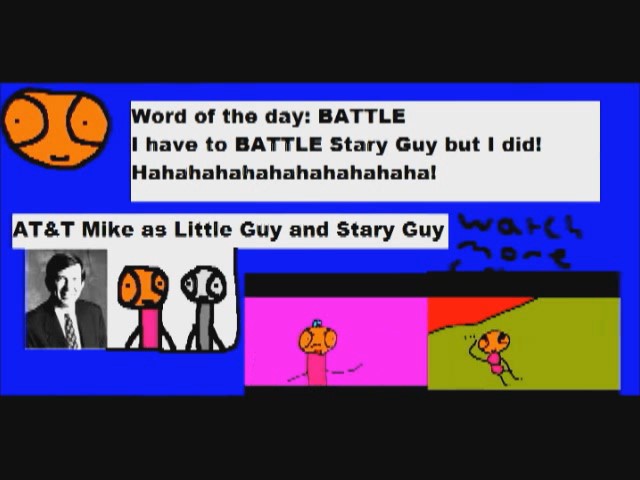 Word of the day: BATTLE
I have to BATTLE Stary Guy but I did!
Hahahahahahahahahahaha!
AT&T Mike as Little Guy and Stary Guy
watch
more